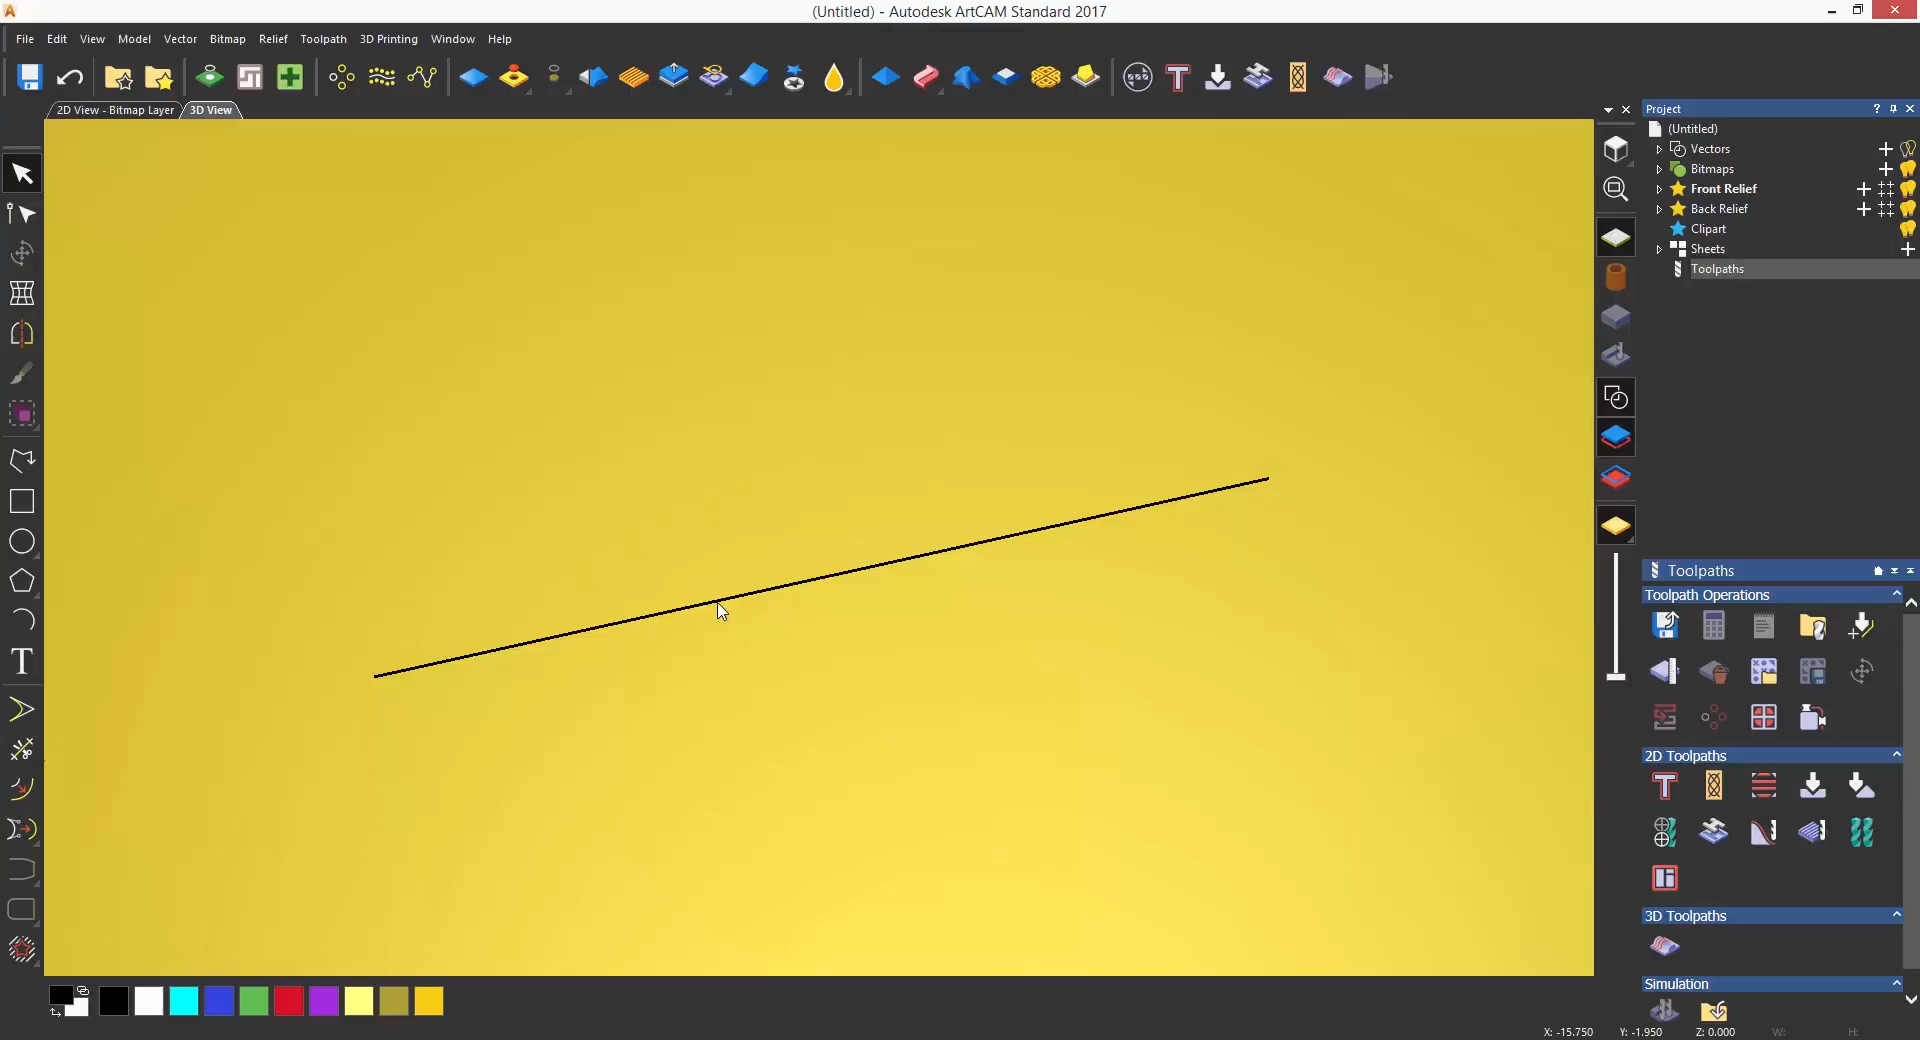 (Untitled) - Autodesk ArtCAM Standard 2017
File Edit View Model Vector Bitmap Relief Toolpath 3D Printing Window Help
2D View - Bitmap Layer 3D View
Project
(Untitled)
Vectors
Bitmaps
Front Relief
Back Relief
Clipart
Sheets
Toolpaths
Toolpaths
Toolpath Operations
2D Toolpaths
3D Toolpaths
Simulation
X: -15.750 Y: -1.950 Z: 0.000 W: H: